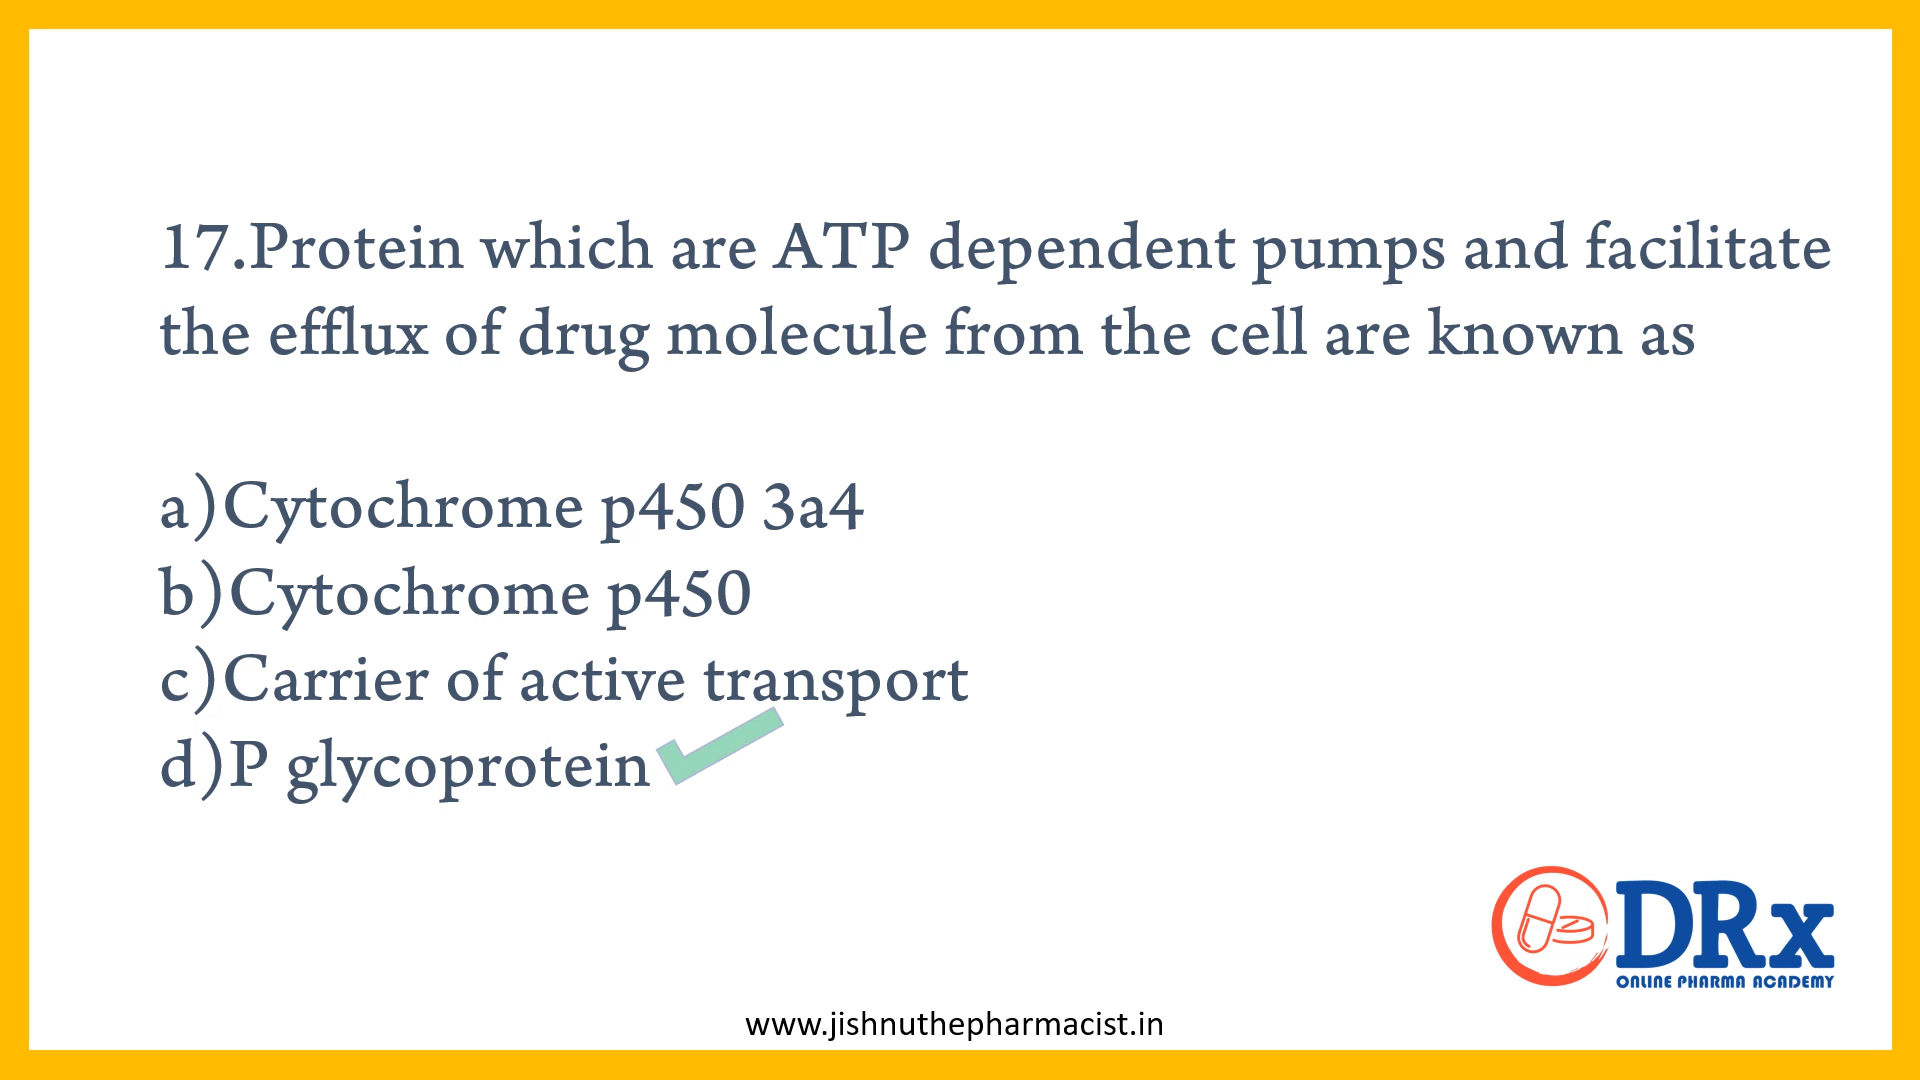 17.Protein which are ATP dependent pumps and facilitate
the efflux of drug molecule from the cell are known as
a)Cytochrome p450 3a4
b)Cytochrome p450
c)Carrier of active transport
d)P glycoprotein
DRx
ONLINE PHARMA ACADEMY
www.jishnuthepharmacist.in